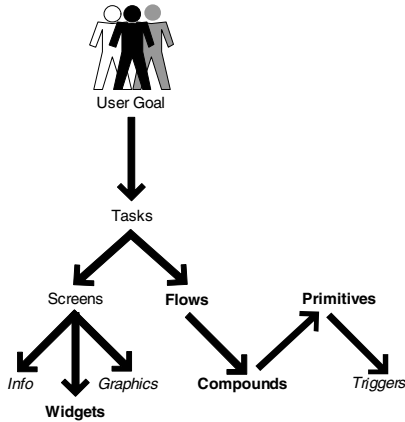 User Goal
Tasks
Screens
Flows
Primitives
Info
Graphics
Compounds
Triggers
Widgets